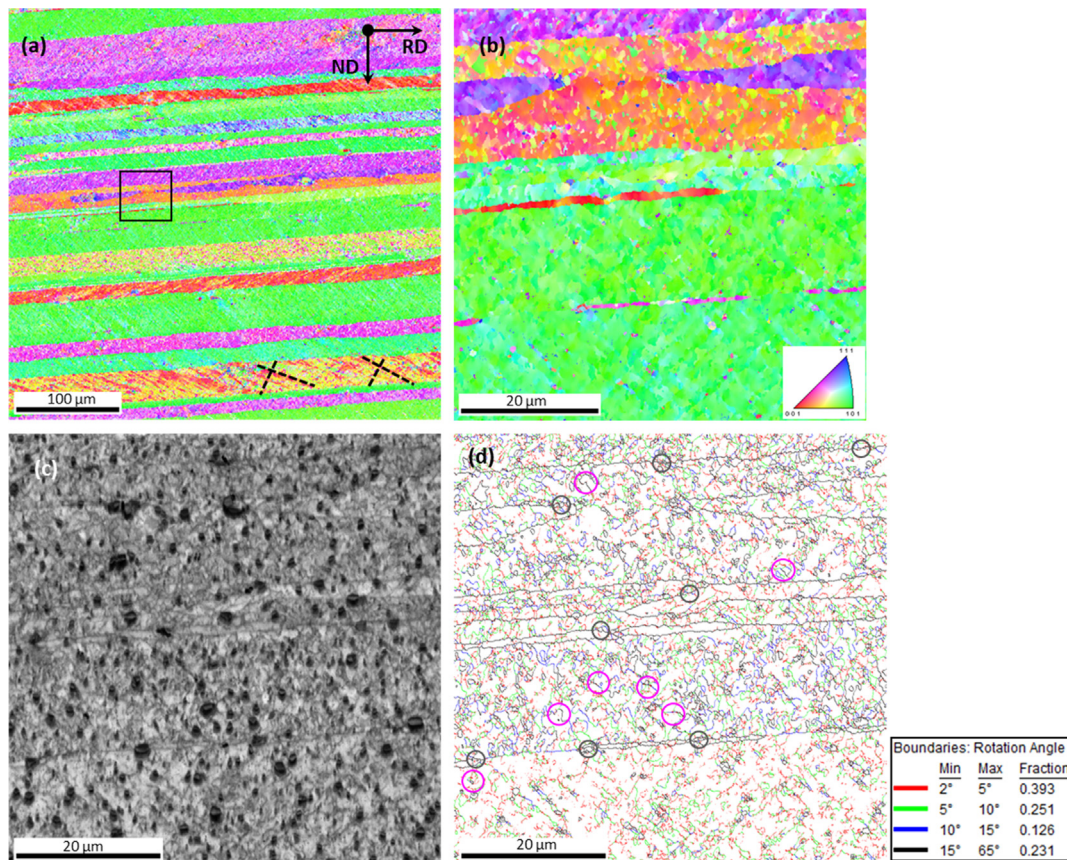 (a)
RD
ND
100 µm
(b)
20 µm
111
001
101
(c)
20 µm
(d)
20 µm
Boundaries: Rotation Angle
Min Max Fraction
2° 5° 0.393
5° 10° 0.251
10° 15° 0.126
15° 65° 0.231